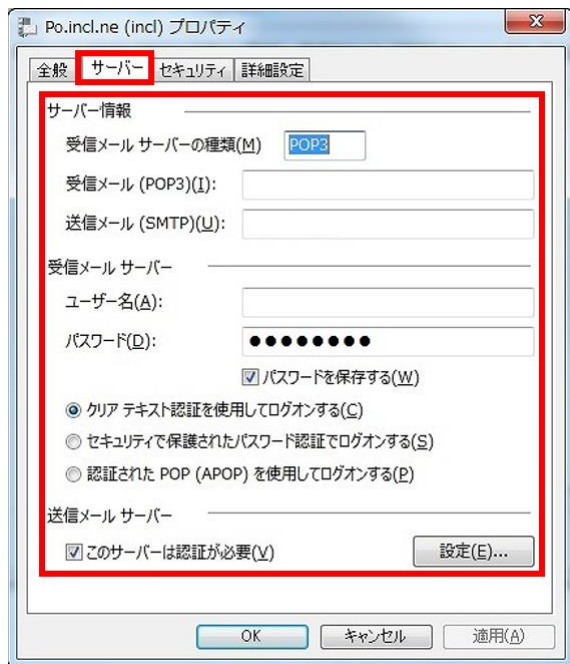 Po.incl.ne (incl) プロパティ
全般 サーバー セキュリティ 詳細設定
サーバー情報
受信メール サーバーの種類(M) POP3
受信メール (POP3)(I):
送信メール (SMTP)(U):
受信メール サーバー
ユーザー名(A):
パスワード(D): ●●●●●●●●
パスワードを保存する(W)
クリア テキスト認証を使用してログオンする(C)
セキュリティで保護されたパスワード認証でログオンする(S)
認証された POP (APOP) を使用してログオンする(P)
送信メール サーバー
このサーバーは認証が必要(V) 設定(E)...
OK キャンセル 適用(A)